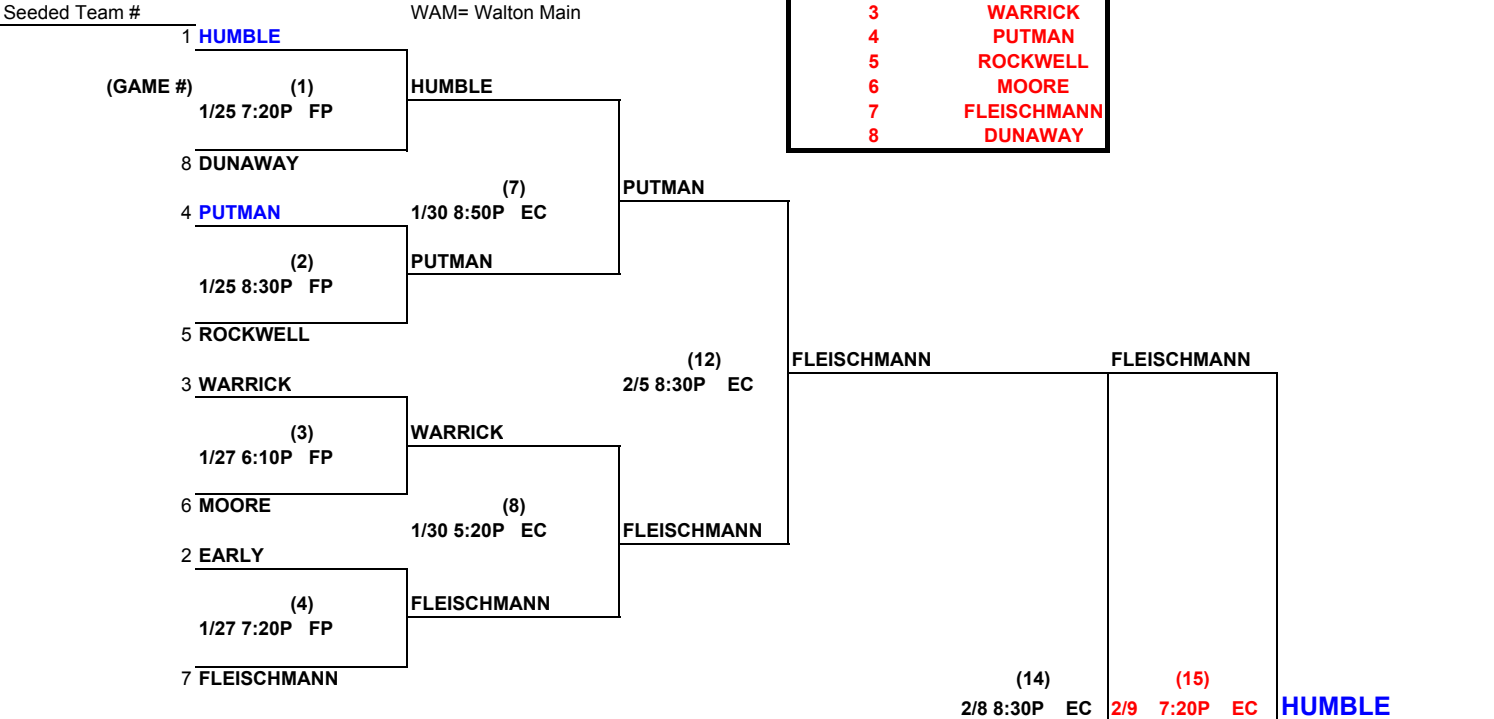 Seeded Team # WAM= Walton Main 3 WARRICK
1 HUMBLE 4 PUTMAN
5 ROCKWELL
(GAME #) (1) HUMBLE 6 MOORE
1/25 7:20P FP 7 FLEISCHMANN
8 DUNAWAY
8 DUNAWAY
(7) PUTMAN
4 PUTMAN 1/30 8:50P EC
(2) PUTMAN
1/25 8:30P FP
5 ROCKWELL
(12) FLEISCHMANN FLEISCHMANN
3 WARRICK 2/5 8:30P EC
(3) WARRICK
1/27 6:10P FP
6 MOORE (8)
1/30 5:20P EC FLEISCHMANN
2 EARLY
(4) FLEISCHMANN
1/27 7:20P FP
7 FLEISCHMANN (14) (15)
2/8 8:30P EC 2/9 7:20P EC HUMBLE